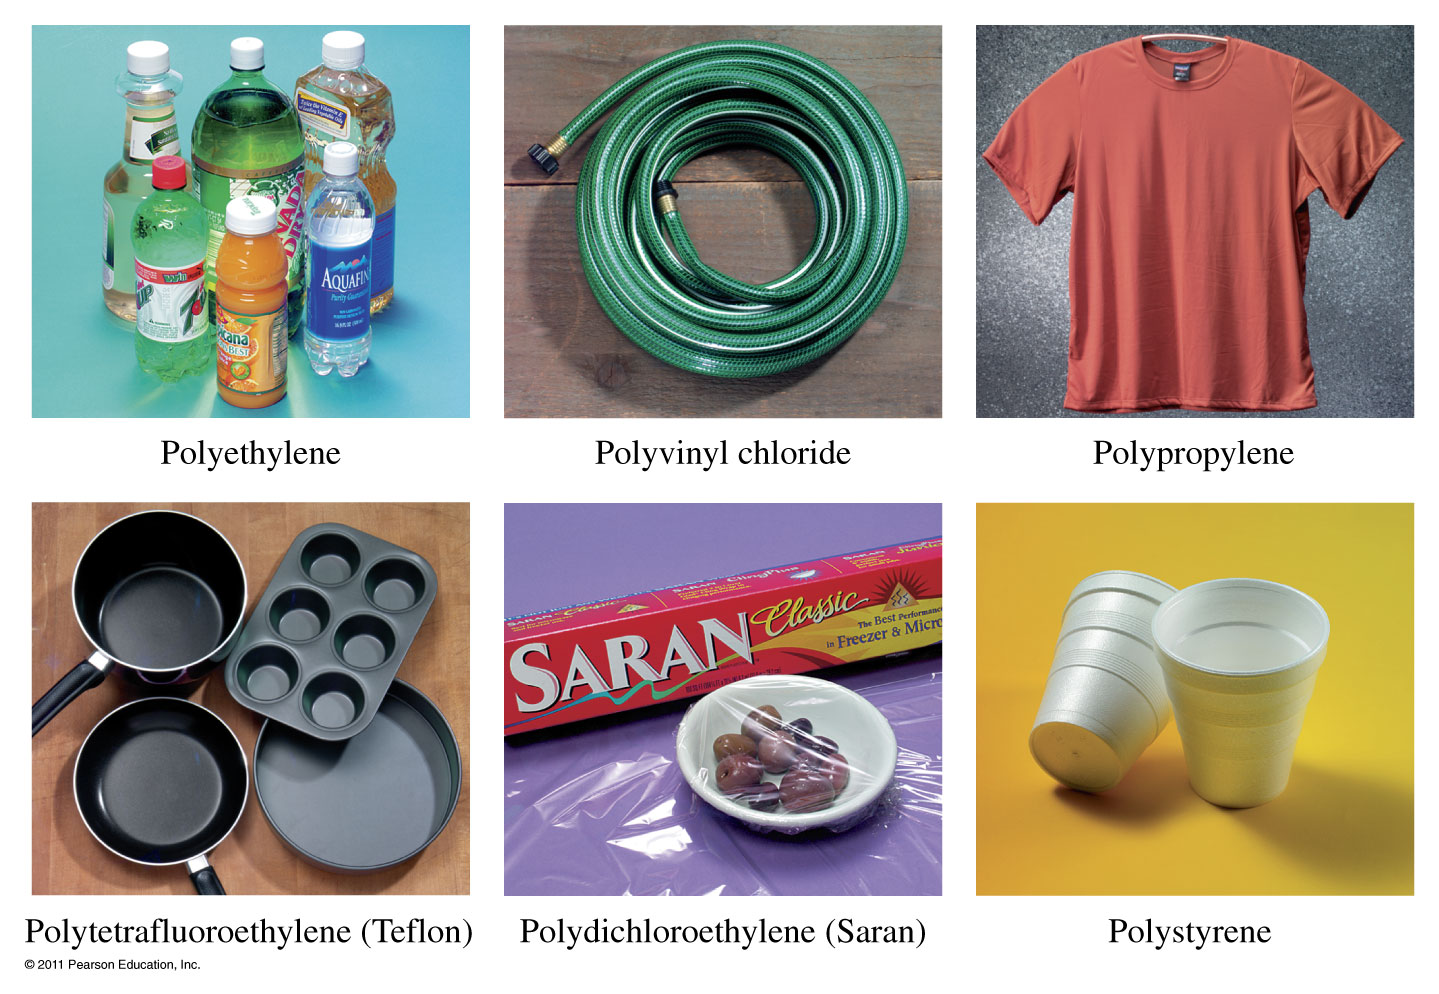 AQUAFIN
Polyethylene
Polyvinyl chloride
Polypropylene
SARAN
Classic
The Best Performance
in Freezer & Micro
Polytetrafluoroethylene (Teflon)
Polydichloroethylene (Saran)
Polystyrene
© 2011 Pearson Education, Inc.